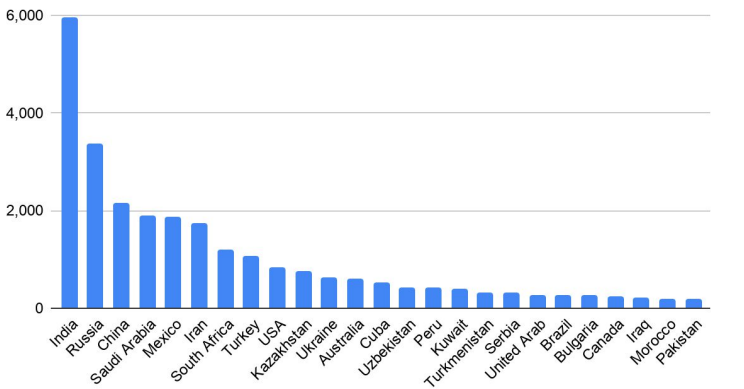 6,000
4,000
2,000
0
India
Russia
China
Saudi Arabia
Mexico
Iran
South Africa
Turkey
USA
Kazakhstan
Ukraine
Australia
Cuba
Uzbekistan
Peru
Kuwait
Turkmenistan
Serbia
United Arab
Brazil
Bulgaria
Canada
Iraq
Morocco
Pakistan